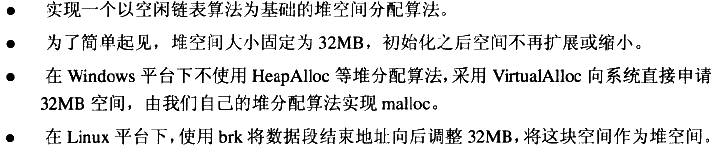 ● 实现一个以空闲链表算法为基础的堆空间分配算法。
● 为了简单起见，堆空间大小固定为 32MB，初始化之后空间不再扩展或缩小。
● 在 Windows 平台下不使用 HeapAlloc 等堆分配算法，采用 VirtualAlloc 向系统直接申请
32MB 空间，由我们自己的堆分配算法实现 malloc。
● 在 Linux 平台下，使用 brk 将数据段结束地址向后调整 32MB，将这块空间作为堆空间。